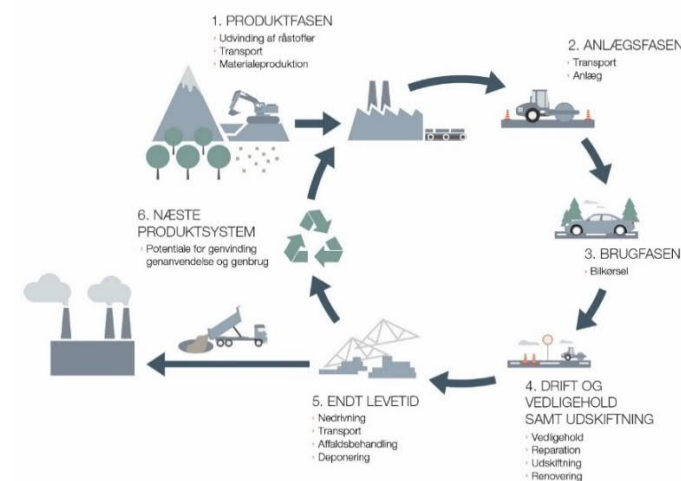 1. PRODUKTFASEN
› Udvinding af råstoffer
› Transport
› Materialeproduktion
2. ANLÆGSFASEN
› Transport
› Anlæg
3. BRUGFASEN
› Bilkørsel
4. DRIFT OG
VEDLIGEHOLD
SAMT UDSKIFTNING
› Vedligehold
› Reparation
› Udskiftning
› Renovering
5. ENDT LEVETID
› Nedrivning
› Transport
› Affaldsbehandling
› Deponering
6. NÆSTE
PRODUKTSYSTEM
› Potentiale for genvinding
genanvendelse og genbrug